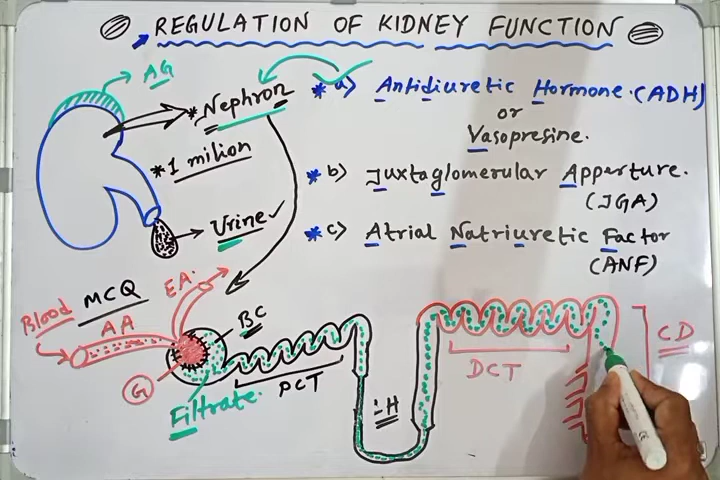 REGULATION OF KIDNEY FUNCTION
AG
* Nephron
* 1 milion
Urine ✓
* a) Antidiuretic Hormone. (ADH)
or
Vasopresine.
* b) Juxtaglomerular Apperture.
(JGA)
* c) Atrial Natriuretic Factor
(ANF)
Blood
MCQ
EA.
AA
BC
G
Filtrate.
PCT
LH
DCT
CD